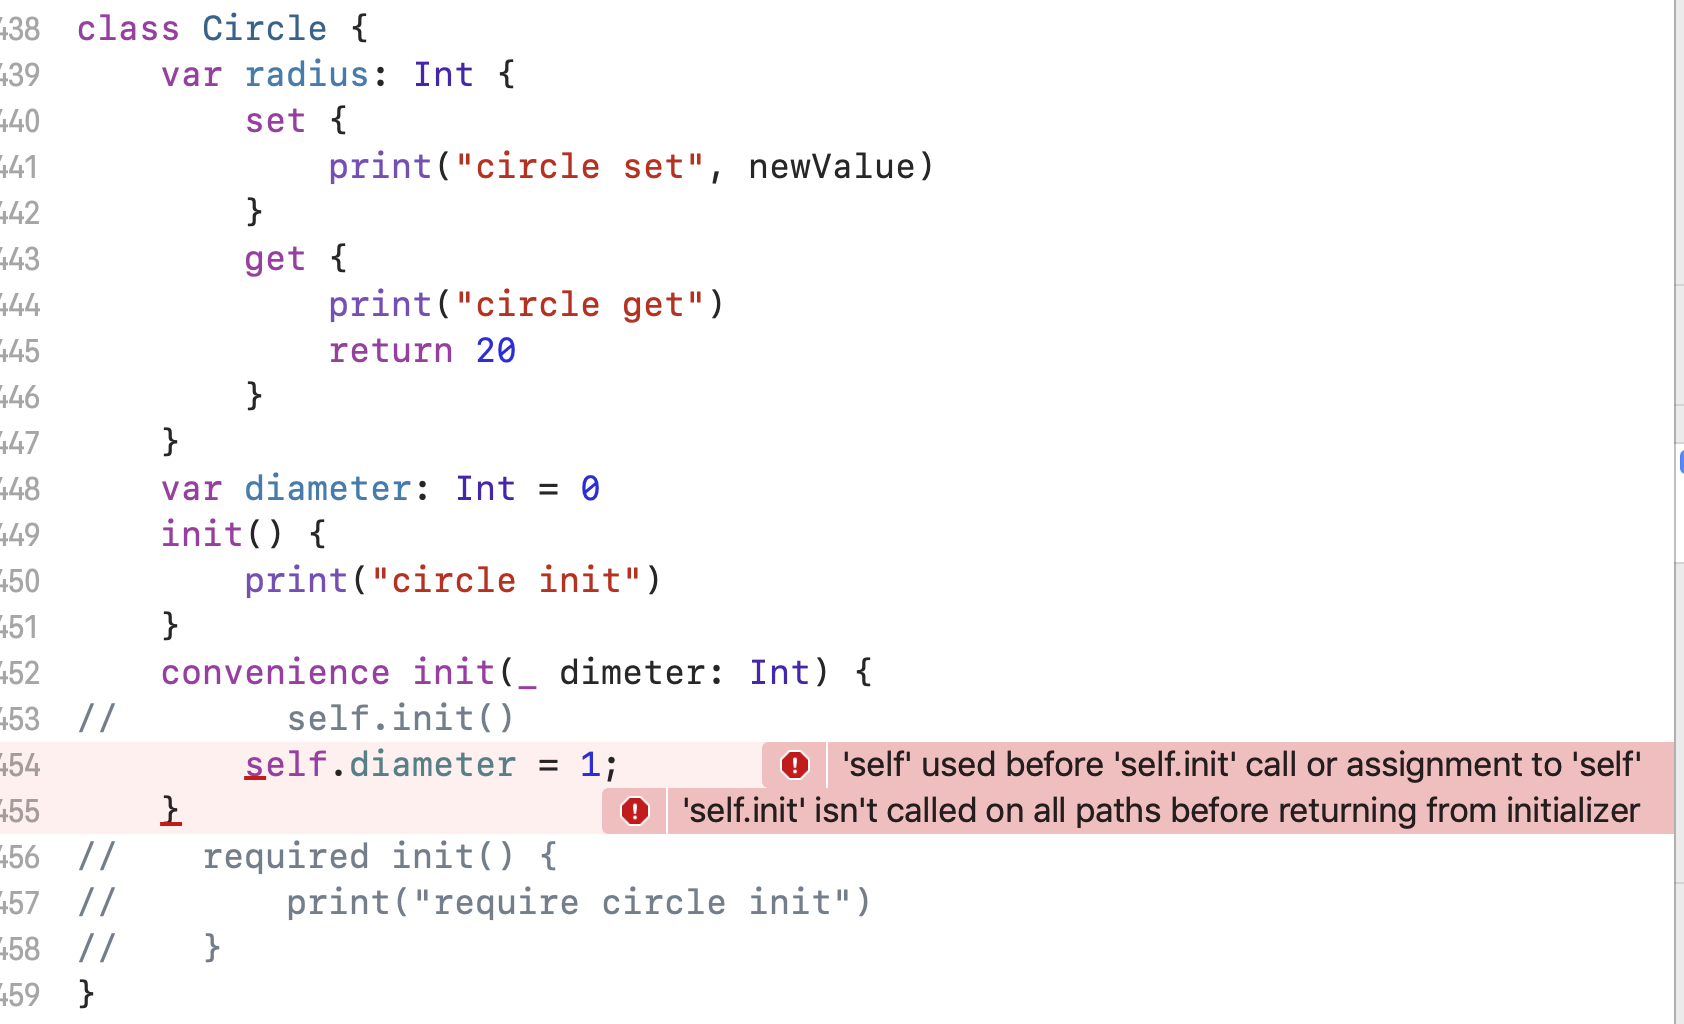 438 class Circle {
439     var radius: Int {
440         set {
441             print("circle set", newValue)
442         }
443         get {
444             print("circle get")
445             return 20
446         }
447     }
448     var diameter: Int = 0
449     init() {
450         print("circle init")
451     }
452     convenience init(_ dimeter: Int) {
453 //        self.init()
454         self.diameter = 1; 'self' used before 'self.init' call or assignment to 'self'
455     } 'self.init' isn't called on all paths before returning from initializer
456 //    required init() {
457 //        print("require circle init")
458 //    }
459 }